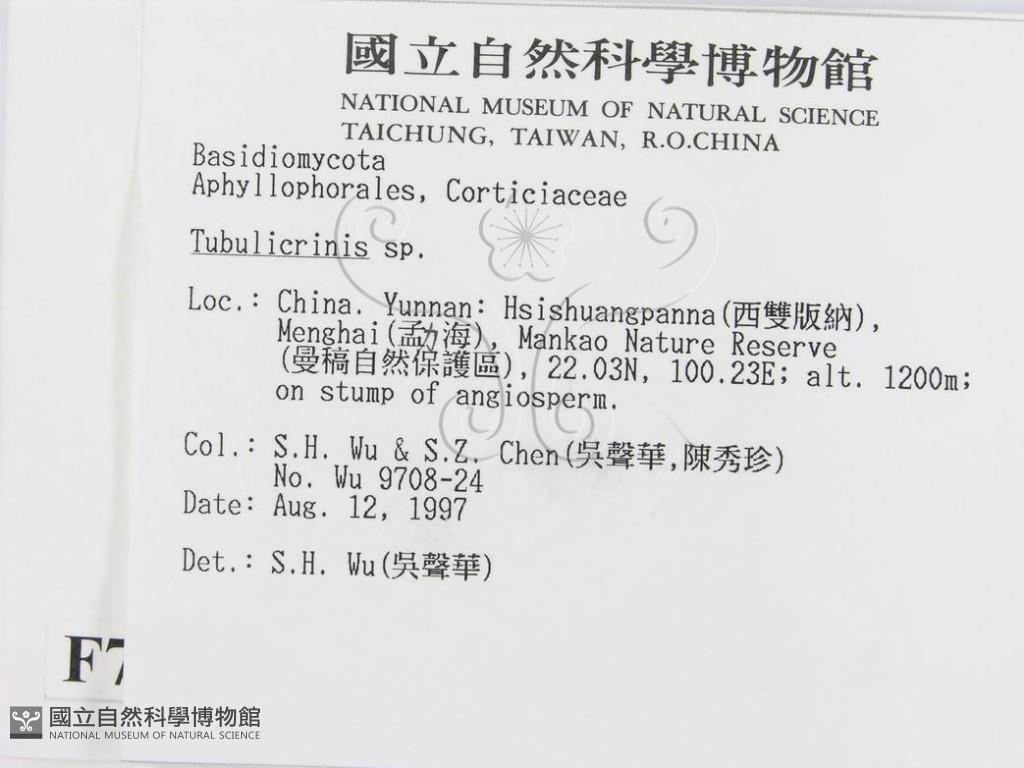 國立自然科學博物館
NATIONAL MUSEUM OF NATURAL SCIENCE
TAICHUNG, TAIWAN, R.O.CHINA
Basidiomycota
Aphyllophorales, Corticiaceae
Tubulicrinis sp.
Loc.: China. Yunnan: Hsishuangpanna(西雙版納),
Menghai(孟力海), Mankao Nature Reserve
(曼稿自然保護區), 22.03N, 100.23E; alt. 1200m;
on stump of angiosperm.
Col.: S.H. Wu & S.Z. Chen(吳聲華,陳秀珍)
No. Wu 9708-24
Date: Aug. 12, 1997
Det.: S.H. Wu(吳聲華)
F7
國立自然科學博物館
NATIONAL MUSEUM OF NATURAL SCIENCE